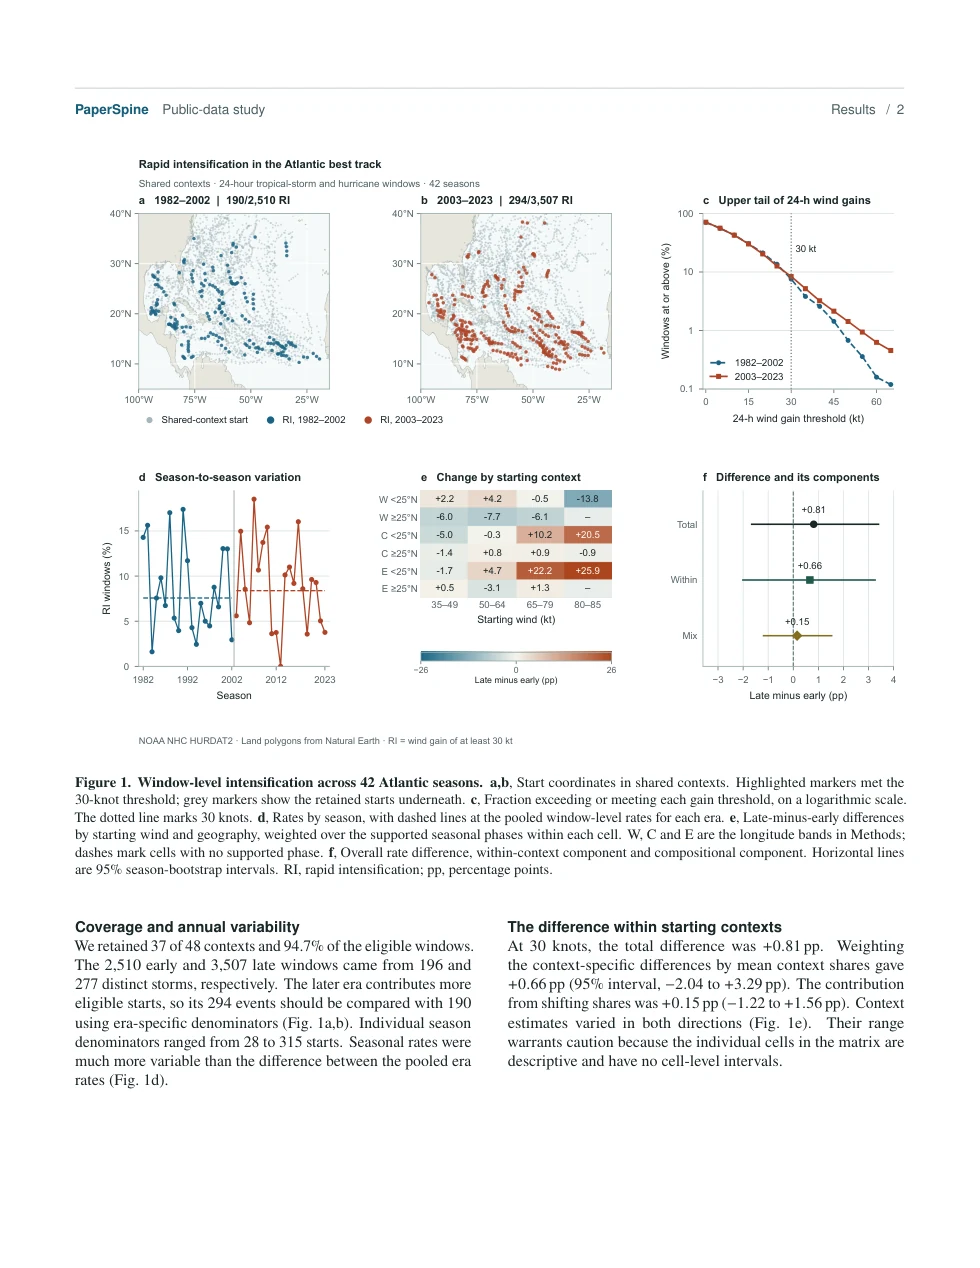 PaperSpine Public-data study
Results / 2
Rapid intensification in the Atlantic best track
Shared contexts · 24-hour tropical-storm and hurricane windows · 42 seasons
a 1982–2002 | 190/2,510 RI
40°N
30°N
20°N
10°N
100°W 75°W 50°W 25°W
b 2003–2023 | 294/3,507 RI
40°N
30°N
20°N
10°N
100°W 75°W 50°W 25°W
Shared-context start RI, 1982–2002 RI, 2003–2023
c Upper tail of 24-h wind gains
Windows at or above (%)
100
10
1
0.1
30 kt
1982–2002
2003–2023
0 15 30 45 60
24-h wind gain threshold (kt)
d Season-to-season variation
RI windows (%)
15
10
5
0
1982 1992 2002 2012 2023
Season
e Change by starting context
W <25°N +2.2 +4.2 -0.5 -13.8
W ≥25°N -6.0 -7.7 -6.1 –
C <25°N -5.0 -0.3 +10.2 +20.5
C ≥25°N -1.4 +0.8 +0.9 -0.9
E <25°N -1.7 +4.7 +22.2 +25.9
E ≥25°N +0.5 -3.1 +1.3 –
35–49 50–64 65–79 80–85
Starting wind (kt)
−26 0 26
Late minus early (pp)
f Difference and its components
Total +0.81
Within +0.66
Mix +0.15
−3 −2 −1 0 1 2 3 4
Late minus early (pp)
NOAA NHC HURDAT2 · Land polygons from Natural Earth · RI = wind gain of at least 30 kt
Figure 1. Window-level intensification across 42 Atlantic seasons. a,b, Start coordinates in shared contexts. Highlighted markers met the
30-knot threshold; grey markers show the retained starts underneath. c, Fraction exceeding or meeting each gain threshold, on a logarithmic scale.
The dotted line marks 30 knots. d, Rates by season, with dashed lines at the pooled window-level rates for each era. e, Late-minus-early differences
by starting wind and geography, weighted over the supported seasonal phases within each cell. W, C and E are the longitude bands in Methods;
dashes mark cells with no supported phase. f, Overall rate difference, within-context component and compositional component. Horizontal lines
are 95% season-bootstrap intervals. RI, rapid intensification; pp, percentage points.
Coverage and annual variability
We retained 37 of 48 contexts and 94.7% of the eligible windows.
The 2,510 early and 3,507 late windows came from 196 and
277 distinct storms, respectively. The later era contributes more
eligible starts, so its 294 events should be compared with 190
using era-specific denominators (Fig. 1a,b). Individual season
denominators ranged from 28 to 315 starts. Seasonal rates were
much more variable than the difference between the pooled era
rates (Fig. 1d).
The difference within starting contexts
At 30 knots, the total difference was +0.81 pp. Weighting
the context-specific differences by mean context shares gave
+0.66 pp (95% interval, −2.04 to +3.29 pp). The contribution
from shifting shares was +0.15 pp (−1.22 to +1.56 pp). Context
estimates varied in both directions (Fig. 1e). Their range
warrants caution because the individual cells in the matrix are
descriptive and have no cell-level intervals.